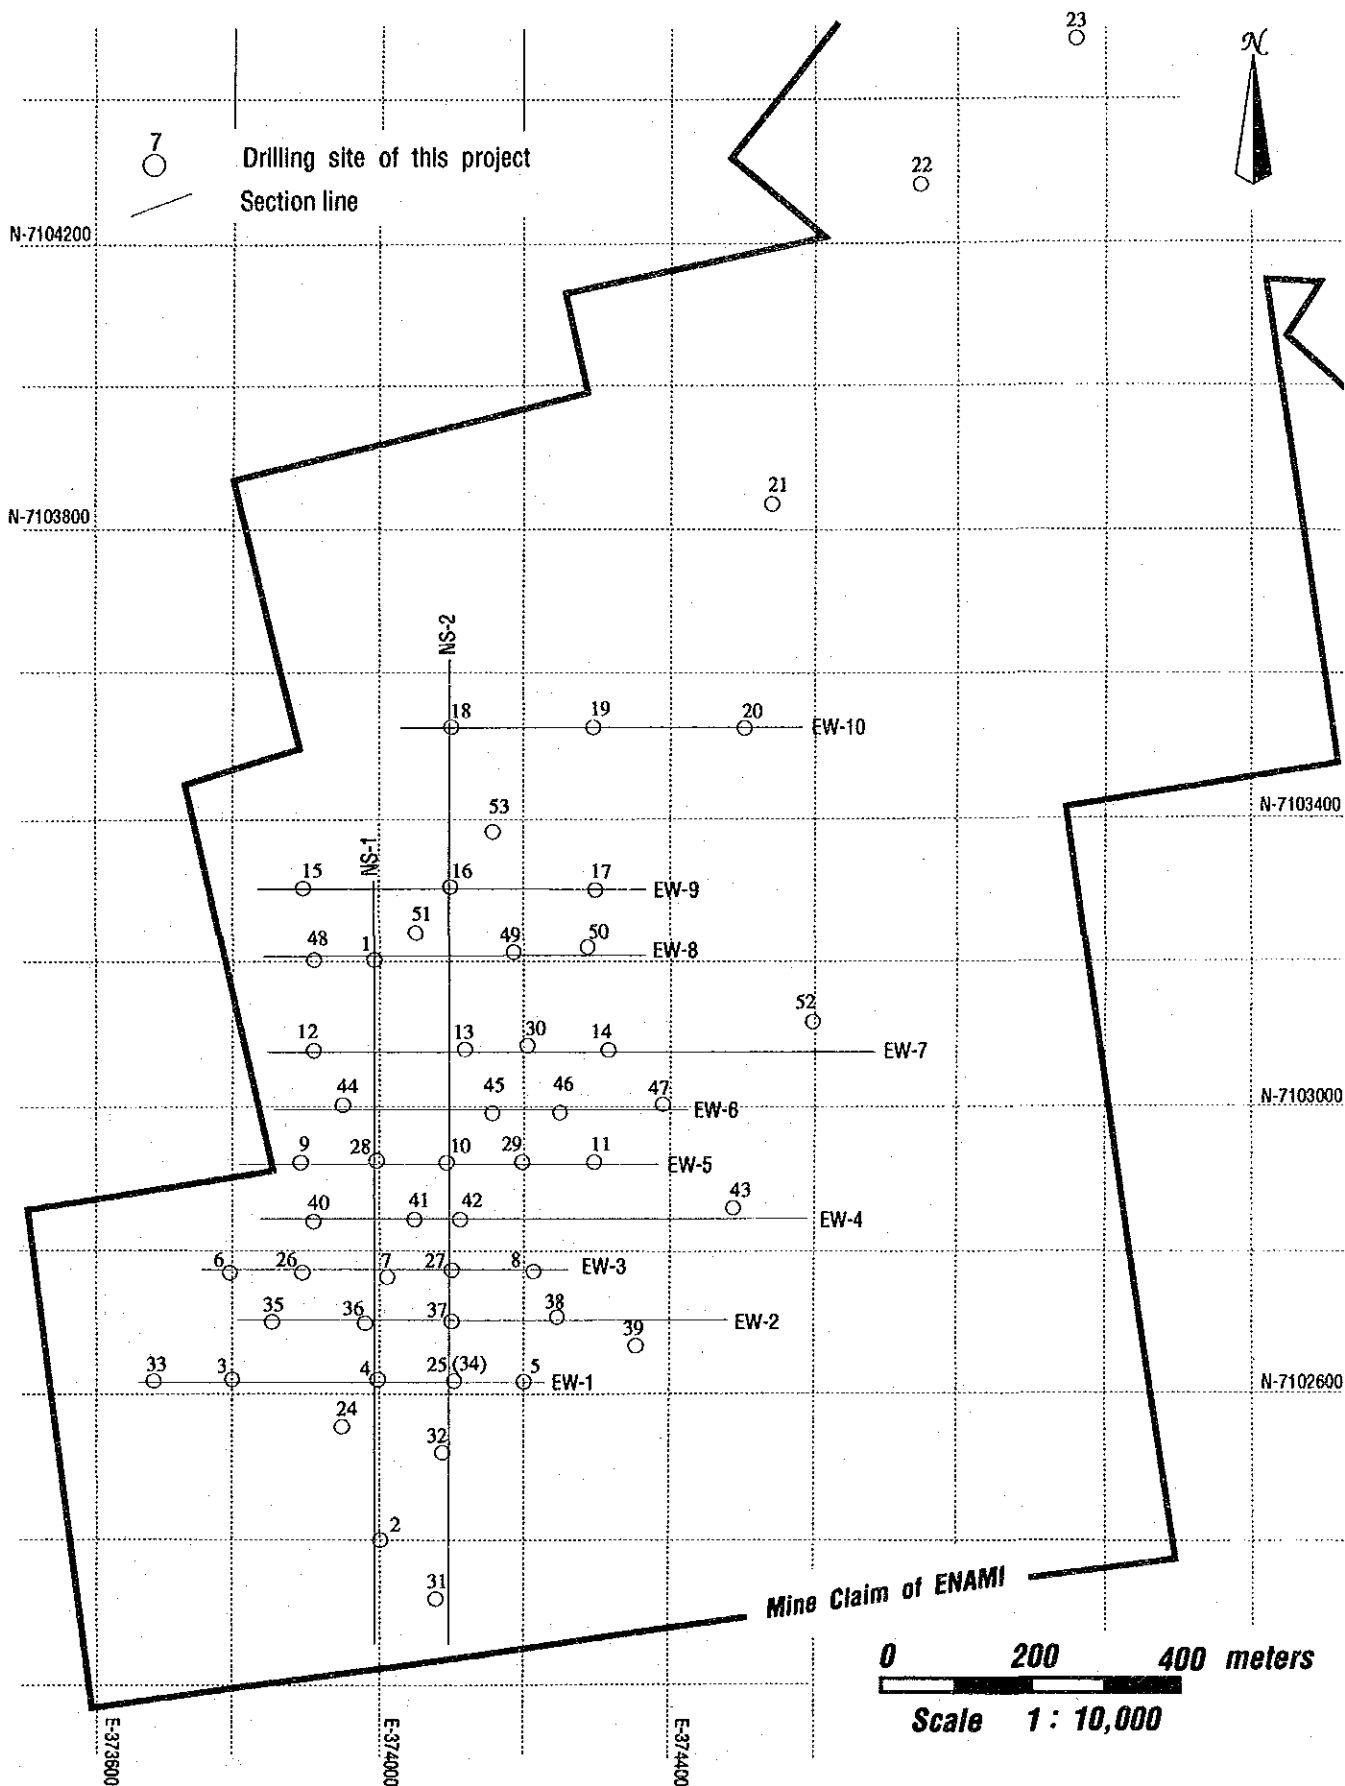 23
N
7
Drilling site of this project
22
Section line
N-7104200
21
N-7103800
NS-2
18 19 20
EW-10
N-7103400
53
NS-1
15 16 17
EW-9
51
48 1 49 50
EW-8
52
12 13 30 14
EW-7
44 45 46 47
EW-6
N-7103000
9 28 10 29 11
EW-5
40 41 42 43
EW-4
6 26 7 27 8
EW-3
35 36 37 38
EW-2
39
33 3 4 25 (34) 5
EW-1
N-7102600
24
32
2
31
Mine Claim of ENAMI
0 200 400 meters
Scale 1 : 10,000
E-373600
E-374000
E-374400